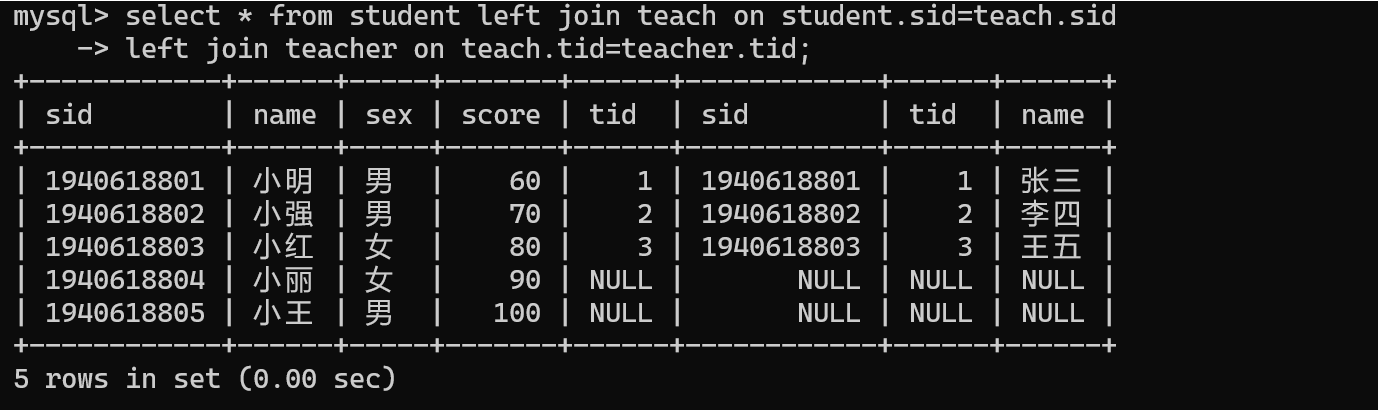 mysql> select * from student left join teach on student.sid=teach.sid
    -> left join teacher on teach.tid=teacher.tid;
+------------+------+-----+-------+------+------------+------+------+
| sid        | name | sex | score | tid  | sid        | tid  | name |
+------------+------+-----+-------+------+------------+------+------+
| 1940618801 | 小明 | 男  |    60 |    1 | 1940618801 |    1 | 张三 |
| 1940618802 | 小强 | 男  |    70 |    2 | 1940618802 |    2 | 李四 |
| 1940618803 | 小红 | 女  |    80 |    3 | 1940618803 |    3 | 王五 |
| 1940618804 | 小丽 | 女  |    90 | NULL |       NULL | NULL | NULL |
| 1940618805 | 小王 | 男  |   100 | NULL |       NULL | NULL | NULL |
+------------+------+-----+-------+------+------------+------+------+
5 rows in set (0.00 sec)